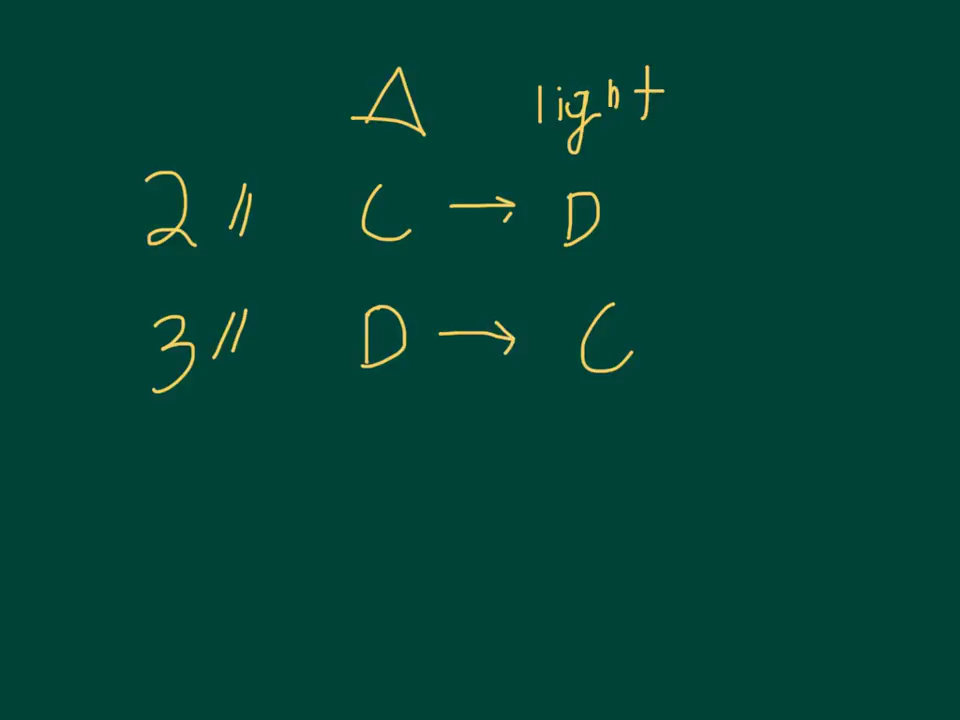 Δ light
2 // C → D
3 // D → C